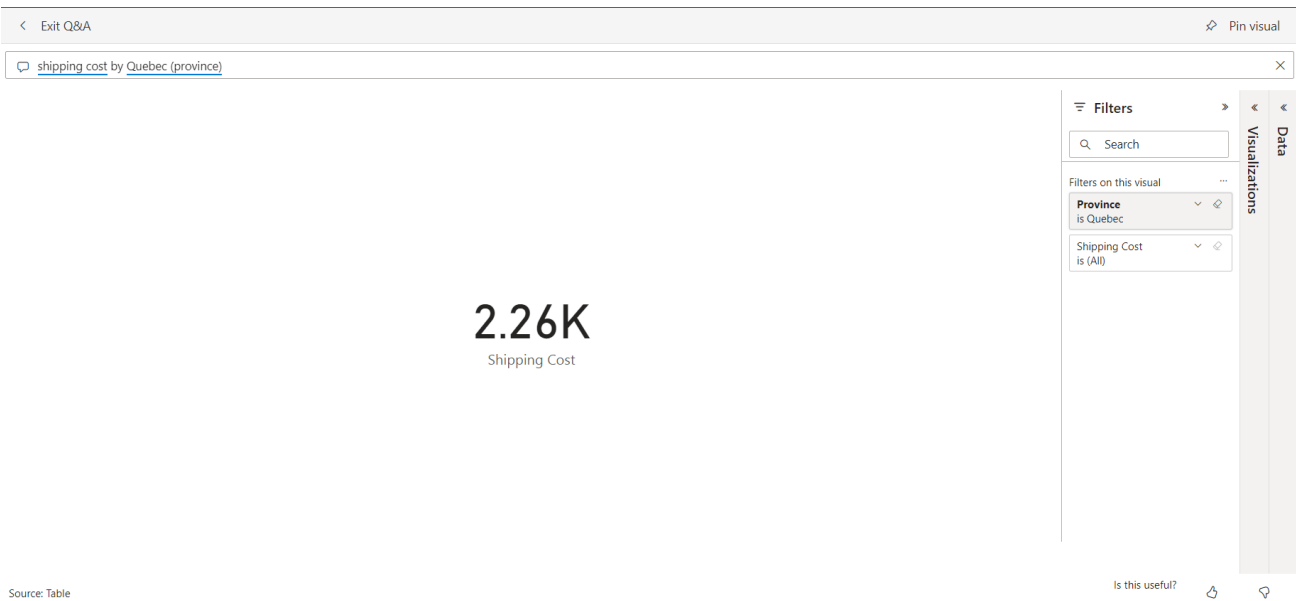 Exit Q&A
Pin visual
shipping cost by Quebec (province)
Filters
Search
Filters on this visual
Province
is Quebec
Shipping Cost
is (All)
Visualizations
Data
2.26K
Shipping Cost
Source: Table
Is this useful?